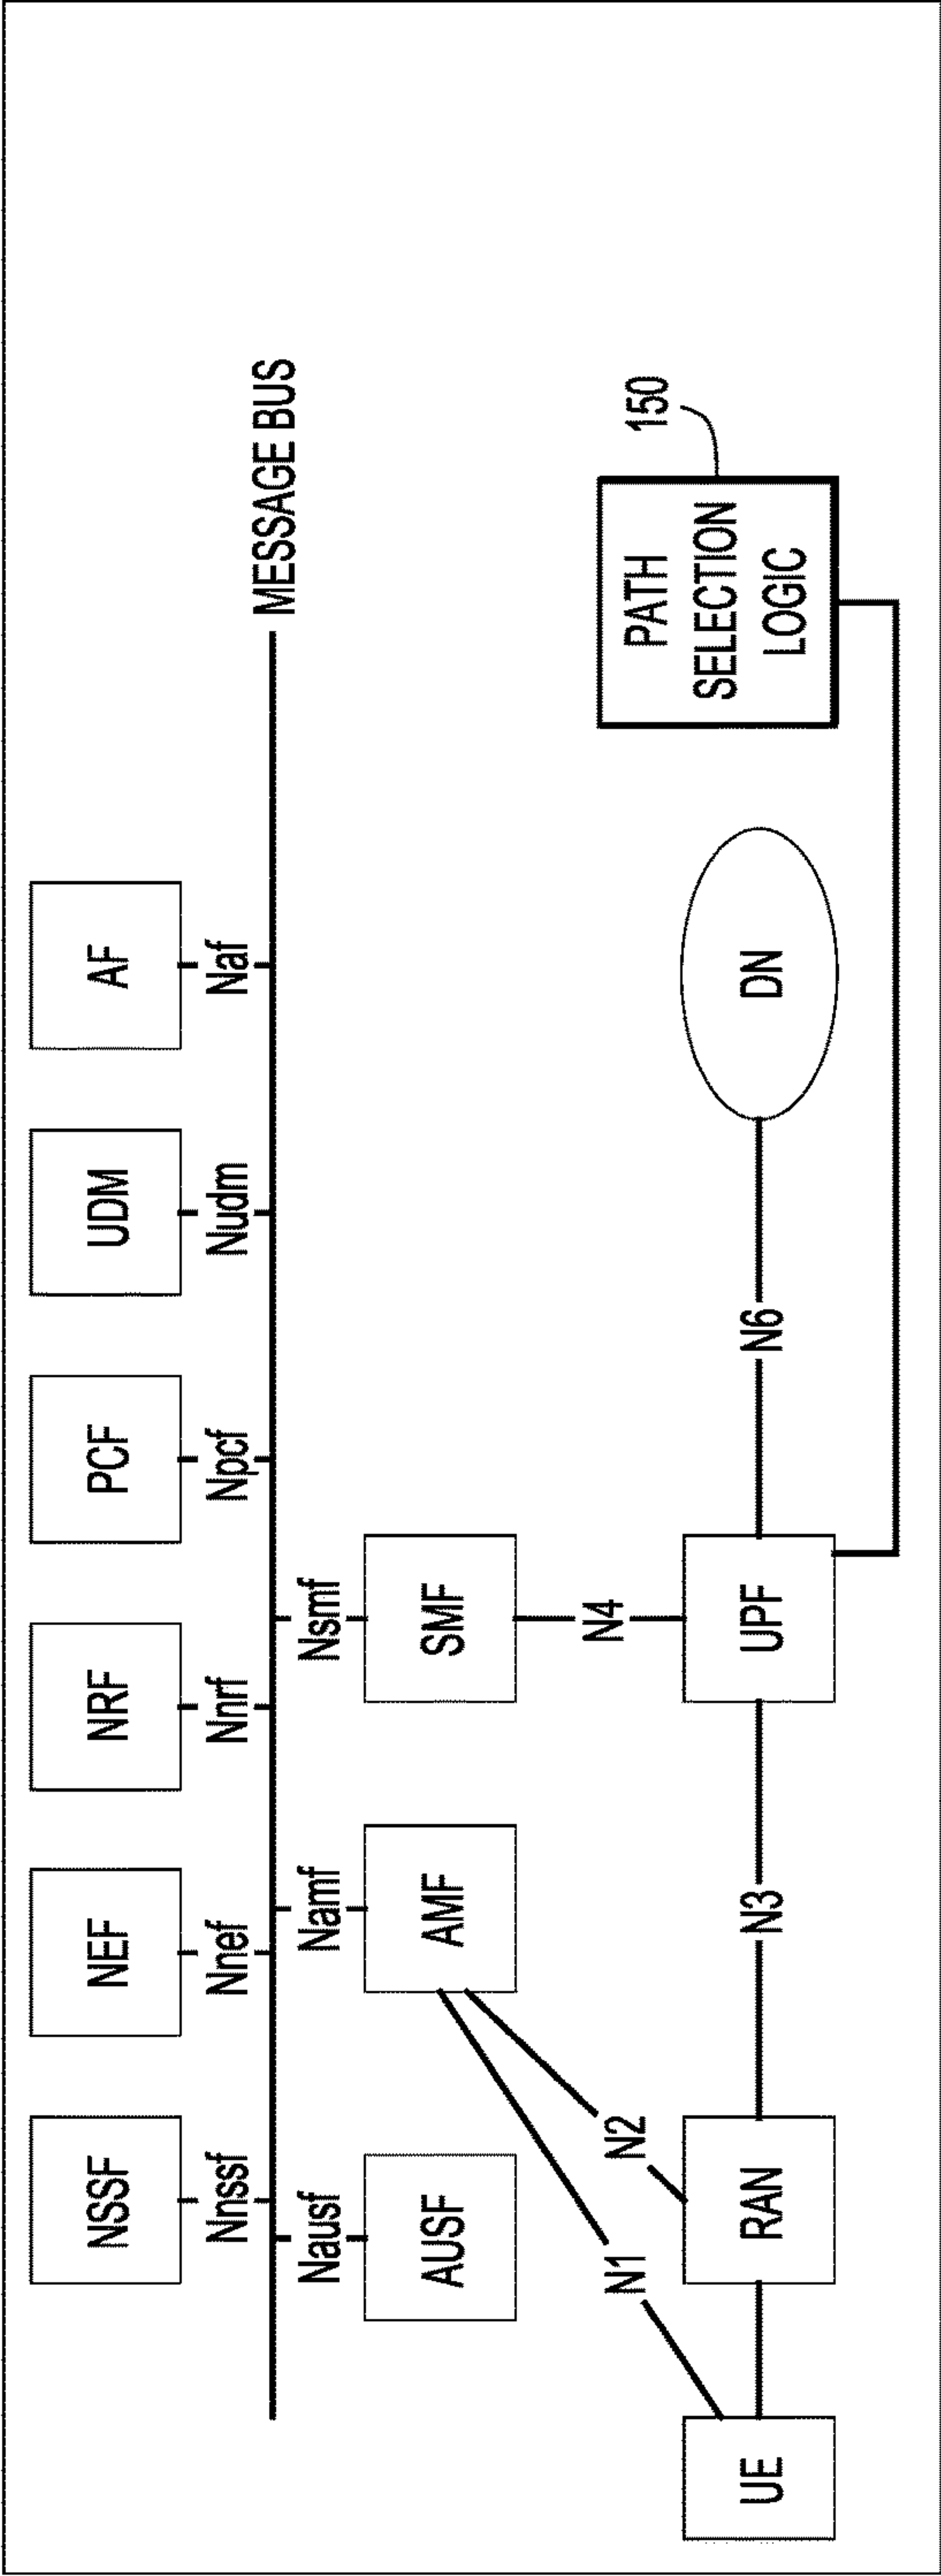 NSSF
NEF
NRF
PCF
UDM
AF
Nnssf
Nnef
Nnrf
Npcf
Nudm
Naf
MESSAGE BUS
Nausf
Namf
Nsmf
AUSF
AMF
SMF
N1
N2
N4
150
UE
RAN
N3
UPF
N6
DN
PATH
SELECTION
LOGIC